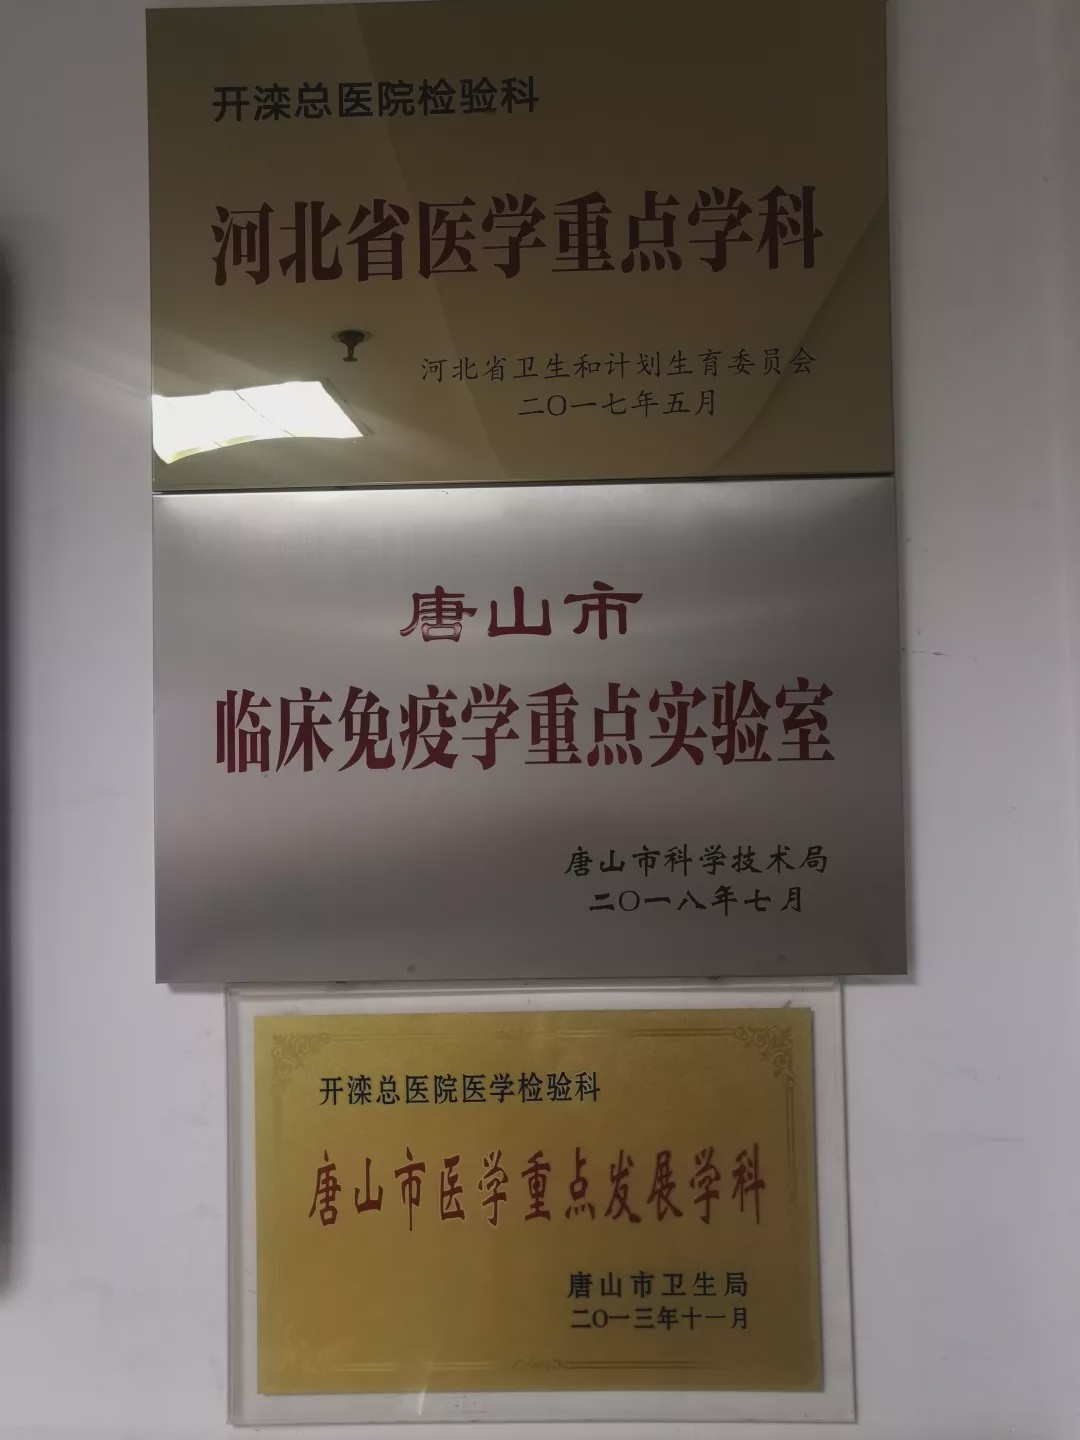 开滦总医院检验科
河北省医学重点学科
河北省卫生和计划生育委员会
二〇一七年五月
唐山市
临床免疫学重点实验室
唐山市科学技术局
二〇一八年七月
开滦总医院医学检验科
唐山市医学重点发展学科
唐山市卫生局
二〇一三年十一月